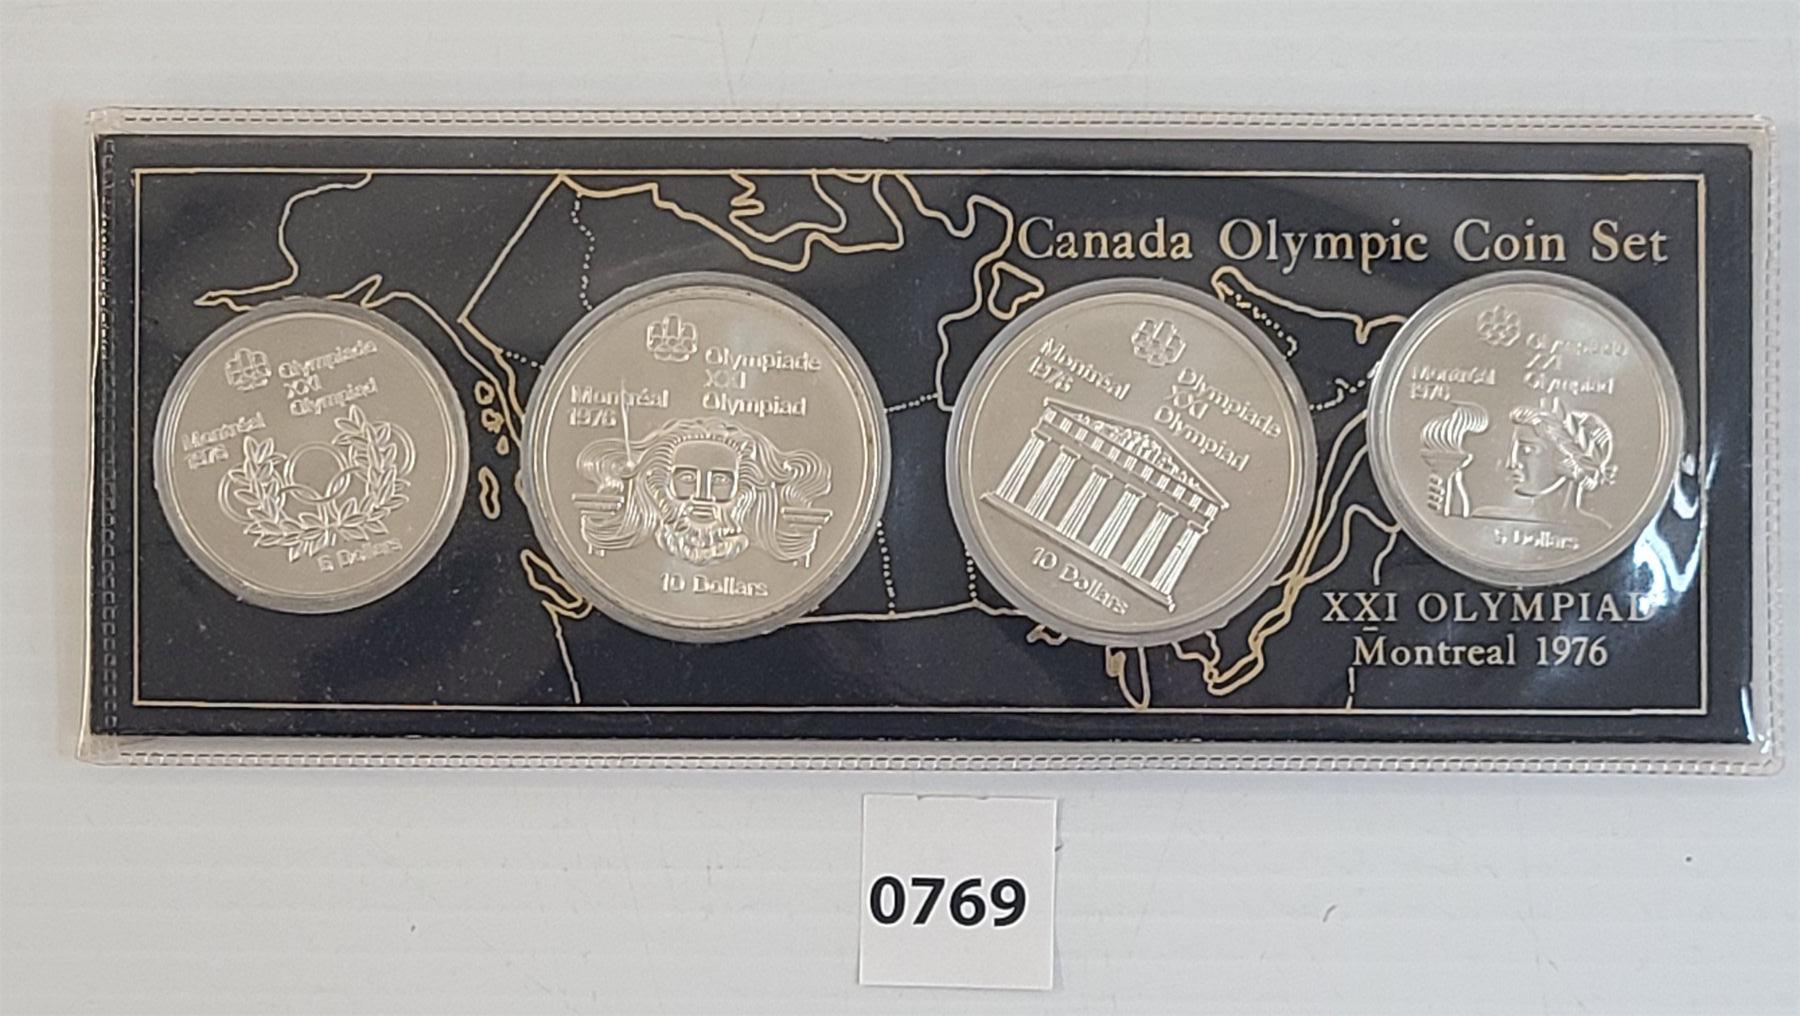 Canada Olympic Coin Set
Olympiade
XXI
Olympiad
Montréal
1976
5 Dollars
Olympiade
XXI
Olympiad
Montréal
1976
10 Dollars
Montréal
1976
Olympiade
XXI
Olympiad
10 Dollars
Olympiade
XXI
Olympiad
Montréal
1976
5 Dollars
XXI OLYMPIAD
Montreal 1976
0769